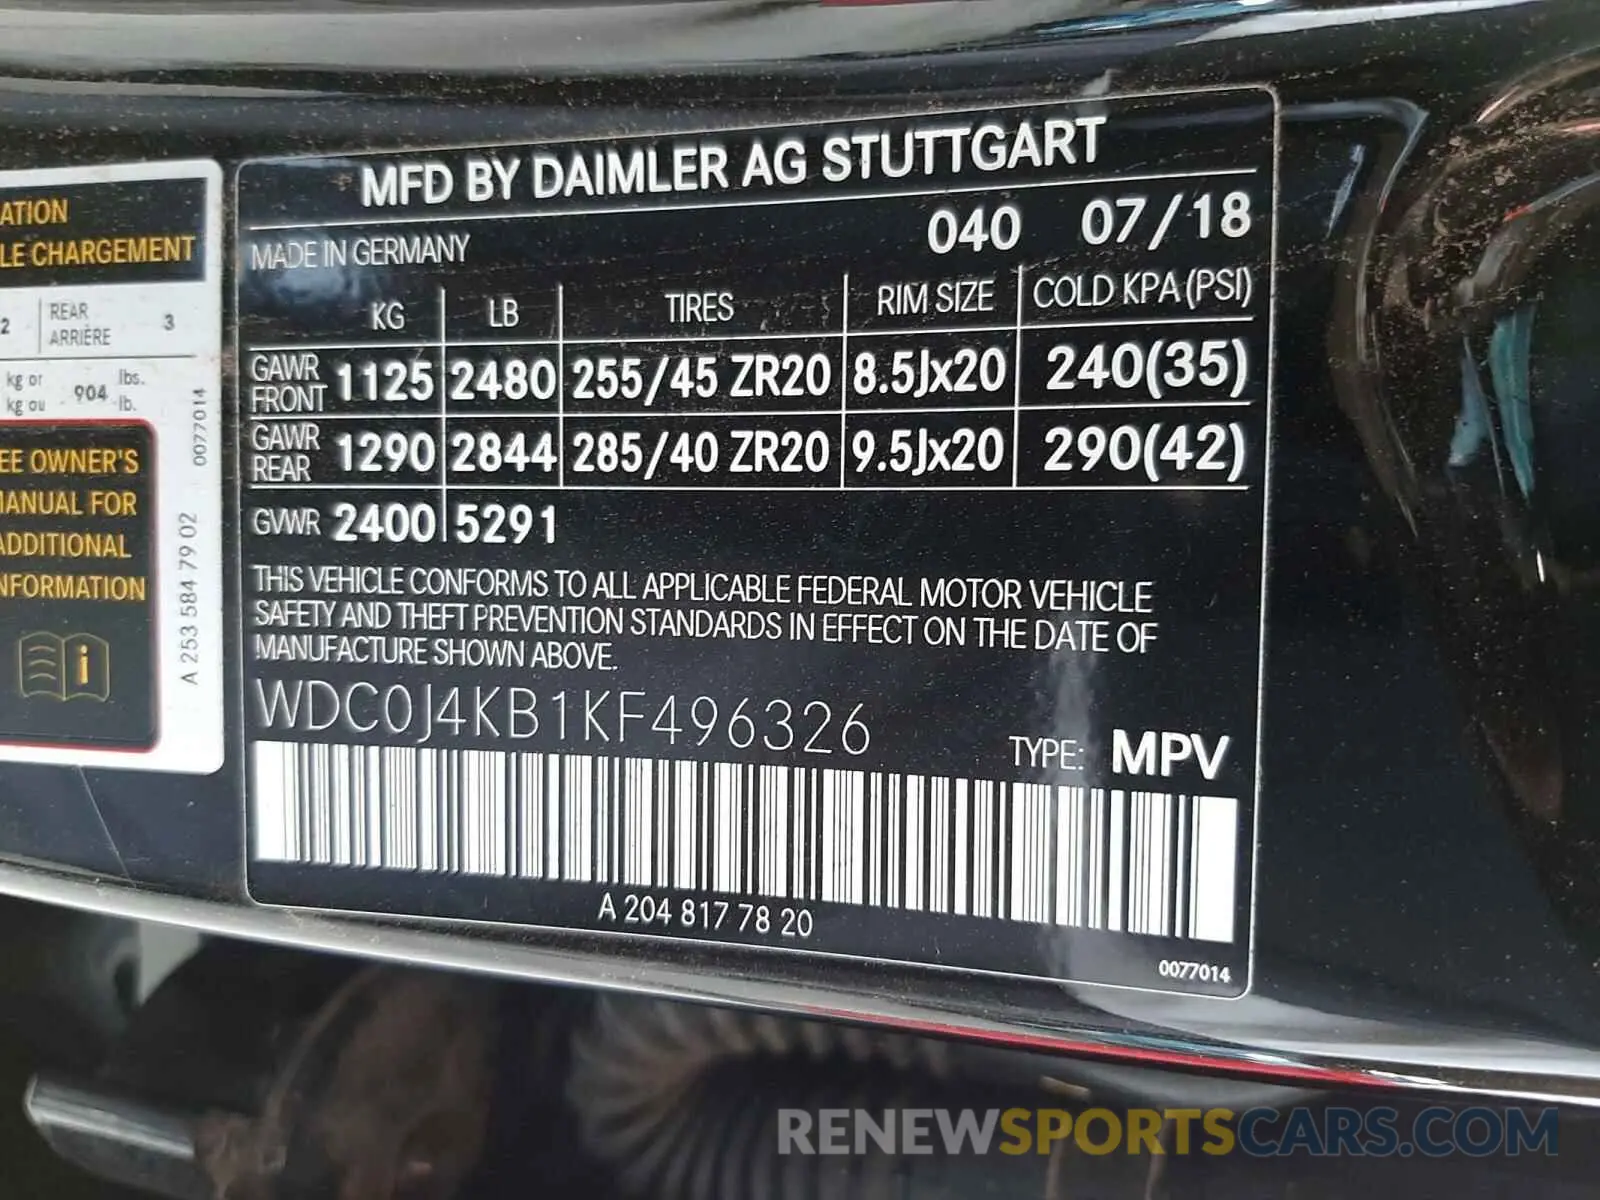 ATION
LE CHARGEMENT
2 REAR ARRIÈRE 3
kg or kg ou 904 lbs. lb.
EE OWNER'S
MANUAL FOR
ADDITIONAL
NFORMATION
i
A 253 584 79 02 0077014
MFD BY DAIMLER AG STUTTGART
MADE IN GERMANY 040 07/18
KG LB TIRES RIM SIZE COLD KPA (PSI)
GAWR FRONT 1125 2480 255/45 ZR20 8.5Jx20 240(35)
GAWR REAR 1290 2844 285/40 ZR20 9.5Jx20 290(42)
GVWR 2400 5291
THIS VEHICLE CONFORMS TO ALL APPLICABLE FEDERAL MOTOR VEHICLE
SAFETY AND THEFT PREVENTION STANDARDS IN EFFECT ON THE DATE OF
MANUFACTURE SHOWN ABOVE.
WDC0J4KB1KF496326
TYPE: MPV
A 204 817 78 20
0077014
RENEWSPORTSCARS.COM